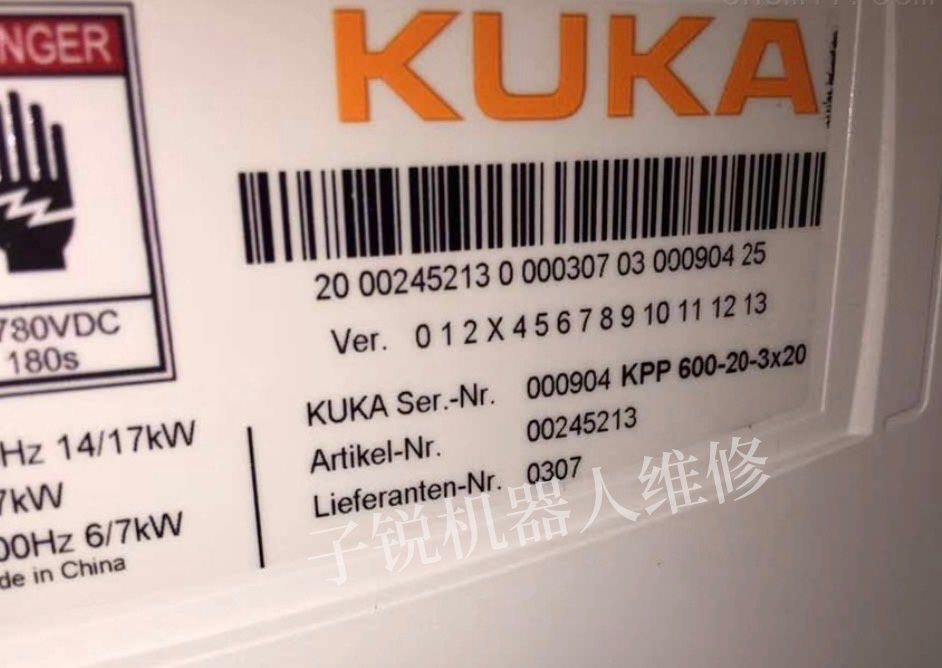 KUKA
NGER
20 00245213 0 000307 03 000904 25
Ver. 0 1 2 X 4 5 6 7 8 9 10 11 12 13
780VDC
180s
KUKA Ser.-Nr. 000904 KPP 600-20-3x20
Artikel-Nr. 00245213
Lieferanten-Nr. 0307
Hz 14/17kW
7kW
00Hz 6/7kW
de in China
子锐机器人维修